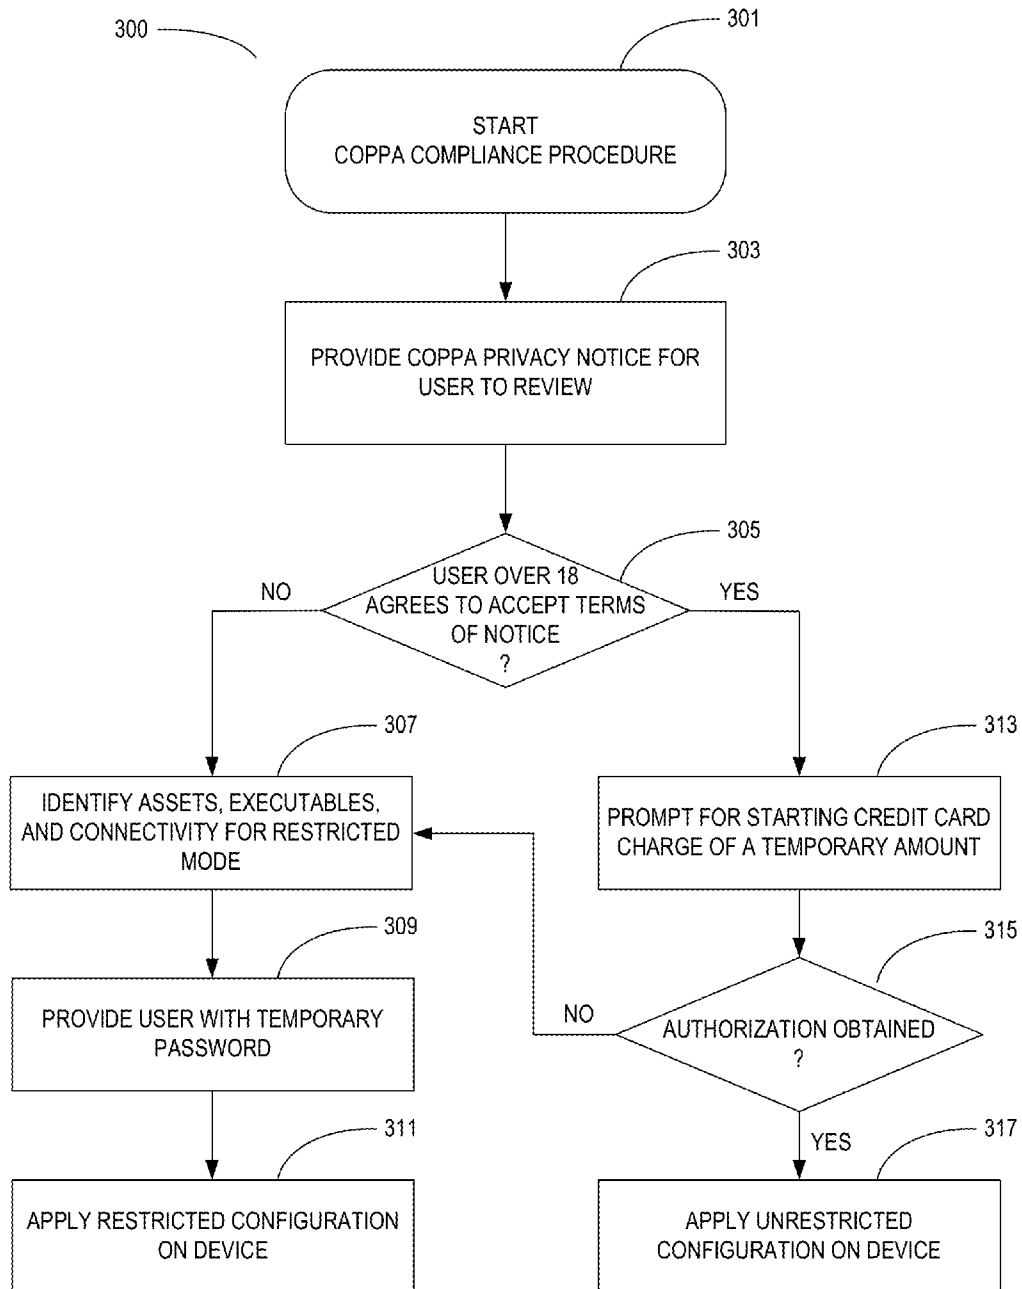 300
301
START
COPPA COMPLIANCE PROCEDURE
303
PROVIDE COPPA PRIVACY NOTICE FOR
USER TO REVIEW
305
USER OVER 18
AGREES TO ACCEPT TERMS
OF NOTICE
?
NO
YES
307
IDENTIFY ASSETS, EXECUTABLES,
AND CONNECTIVITY FOR RESTRICTED
MODE
313
PROMPT FOR STARTING CREDIT CARD
CHARGE OF A TEMPORARY AMOUNT
309
PROVIDE USER WITH TEMPORARY
PASSWORD
315
AUTHORIZATION OBTAINED
?
NO
YES
311
APPLY RESTRICTED CONFIGURATION
ON DEVICE
317
APPLY UNRESTRICTED
CONFIGURATION ON DEVICE